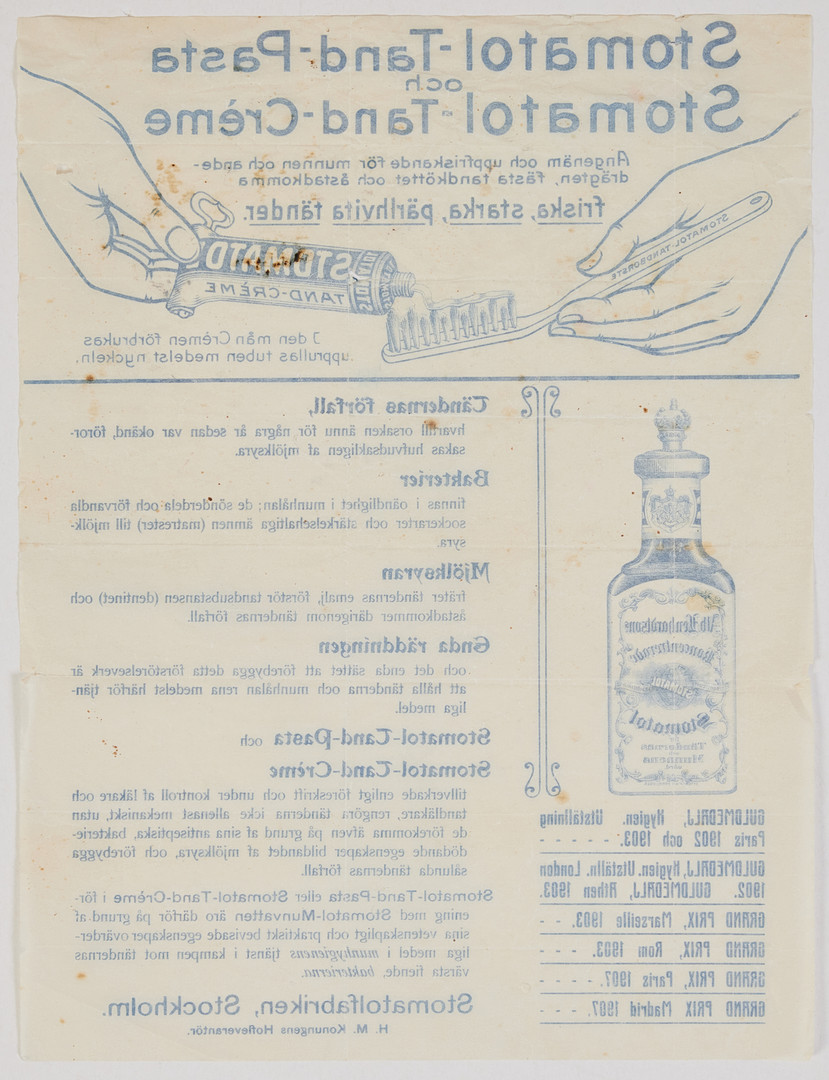 Stomatol-Tand-Pasta
och
Stomatol-Tand-Crème
Angenäm och uppfriskande för munnen och ande-
drägten, fästa tandköttet och åstadkomma
friska, starka, pärlhvita tänder.
STOMATOL TANDBORSTE
STOMATO
TAND-CRÈME
I den mån Crèmen förbrukas
upprullas tuben medelst nyckeln.
Tändernas förfall,
hvartill orsaken ännu för några år sedan var okänd, föror-
sakas hufvudsakligen af mjölksyra.
Bakterier
finnas i oändlighet i munhålan; de sönderdela och förvandla
sockerarter och stärkelsehaltiga ämnen (matrester) till mjölk-
syra.
Mjölksyran
fräter tändernas emalj, förstör tandsubstansen (dentinet) och
åstadkommer därigenom tändernas förfall.
Enda räddningen
och det enda sättet att förebygga detta förstörelseverk är
att hålla tänderna och munhålan rena medelst härför tjän-
liga medel.
Stomatol-Tand-Pasta och
Stomatol-Tand-Crème
tillverkade enligt föreskrift och under kontroll af läkare och
tandläkare, rengöra tänderna icke allenast mekaniskt, utan
de förekomma äfven på grund af sina antiseptiska, bakterie-
dödande egenskaper bildandet af mjölksyra, och förebygga
sålunda tändernas förfall.
Stomatol-Tand-Pasta eller Stomatol-Tand-Crème i för-
ening med Stomatol-Munvatten äro därför på grund af
sina vetenskapligt och praktiskt bevisade egenskaper ovärder-
liga medel i munhygienens tjänst i kampen mot tändernas
värsta fiende, bakterierna.
Stomatolfabriken, Stockholm.
H. M. Konungens Hofleverantör.
Alb. Lenhardtsons
Koncentrerade
Stomatol
Stomatol
för
Tändernas
och
Munnens
GULDMEDALJ, Hygien. Utställning
Paris 1902 och 1903. - - - - -
GULDMEDALJ, Hygien. Utställn. London
1902. GULDMEDALJ, Athen 1903.
GRAND PRIX, Marseille 1903. - - -
GRAND PRIX, Rom 1903. - - - -
GRAND PRIX, Paris 1907. - - - -
GRAND PRIX Madrid 1907. - - -